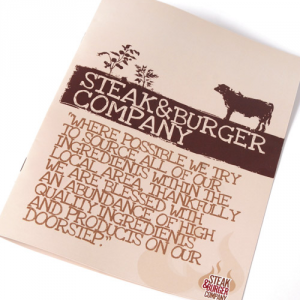 STEAK&BURGER
COMPANY
"WHERE POSSIBLE WE TRY
TO SOURCE ALL OF OUR
INGREDIENTS WITHIN THE
LOCAL AREA. THANKFULLY
WE ARE BLESSED WITH
AN ABUNDANCE OF HIGH
QUALITY INGREDIENTS
AND PRODUCTS ON OUR
DOORSTEP."
STEAK
&BURGER
COMPANY